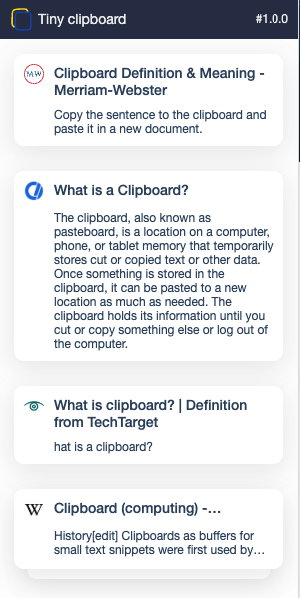 Tiny clipboard
#1.0.0
MW
Clipboard Definition & Meaning -
Merriam-Webster
Copy the sentence to the clipboard and
paste it in a new document.
What is a Clipboard?
The clipboard, also known as
pasteboard, is a location on a computer,
phone, or tablet memory that temporarily
stores cut or copied text or other data.
Once something is stored in the
clipboard, it can be pasted to a new
location as much as needed. The
clipboard holds its information until you
cut or copy something else or log out of
the computer.
What is clipboard? | Definition
from TechTarget
hat is a clipboard?
W
Clipboard (computing) -...
History[edit] Clipboards as buffers for
small text snippets were first used by...